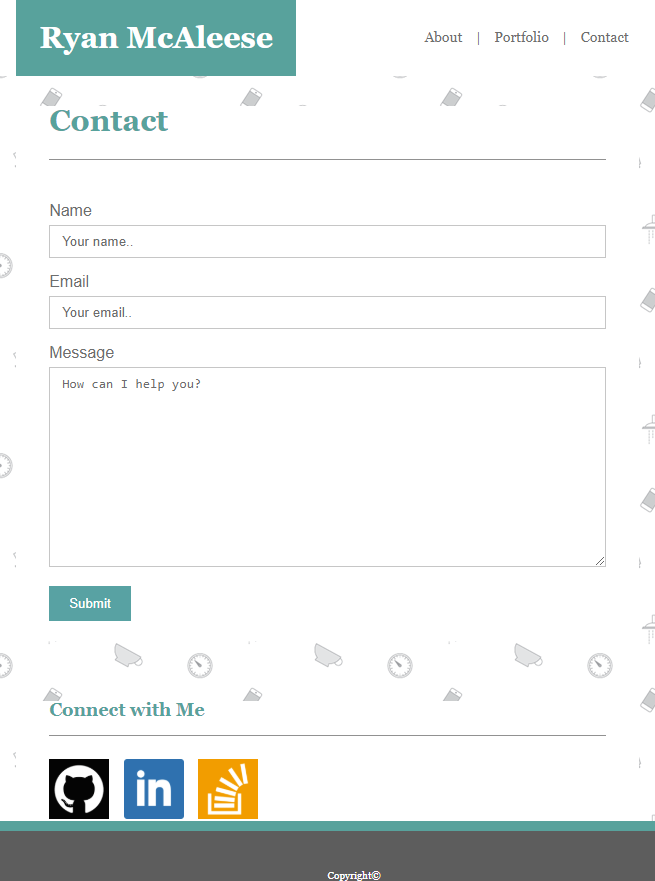 Ryan McAleese
About | Portfolio | Contact
Contact
Name
Your name..
Email
Your email..
Message
How can I help you?
Submit
Connect with Me
in
Copyright©